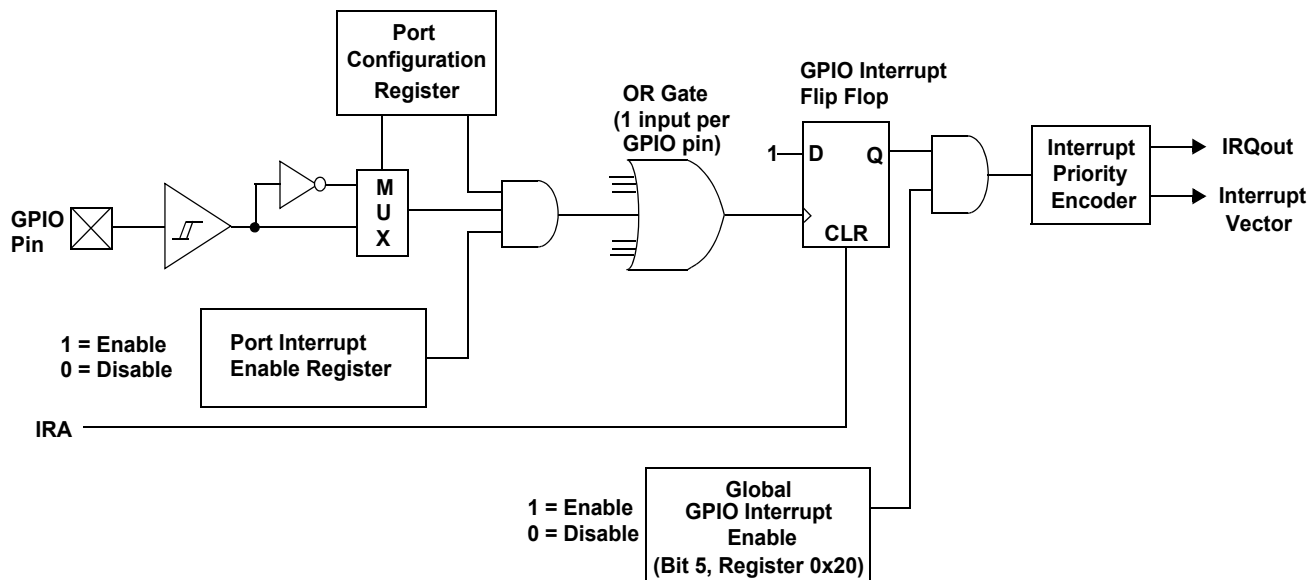 Port
Configuration
Register
GPIO Interrupt
Flip Flop
OR Gate
(1 input per
GPIO pin)
GPIO
Pin
M
U
X
1
D
Q
CLR
Interrupt
Priority
Encoder
IRQout
Interrupt
Vector
1 = Enable
0 = Disable
Port Interrupt
Enable Register
IRA
1 = Enable
0 = Disable
Global
GPIO Interrupt
Enable
(Bit 5, Register 0x20)